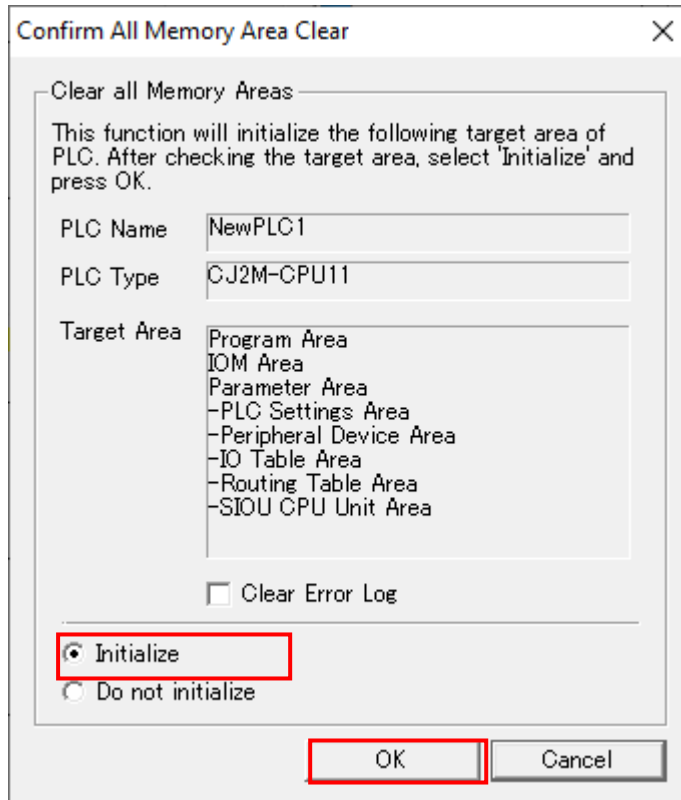 Confirm All Memory Area Clear
Clear all Memory Areas
This function will initialize the following target area of
PLC. After checking the target area, select 'Initialize' and
press OK.
PLC Name NewPLC1
PLC Type CJ2M-CPU11
Target Area Program Area
IOM Area
Parameter Area
-PLC Settings Area
-Peripheral Device Area
-IO Table Area
-Routing Table Area
-SIOU CPU Unit Area
Clear Error Log
Initialize
Do not initialize
OK Cancel